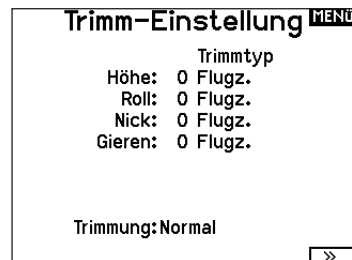 Trimm-Einstellung MENÜ
Trimmtyp
Höhe: 0 Flugz.
Roll: 0 Flugz.
Nick: 0 Flugz.
Gieren: 0 Flugz.
Trimmung: Normal
»